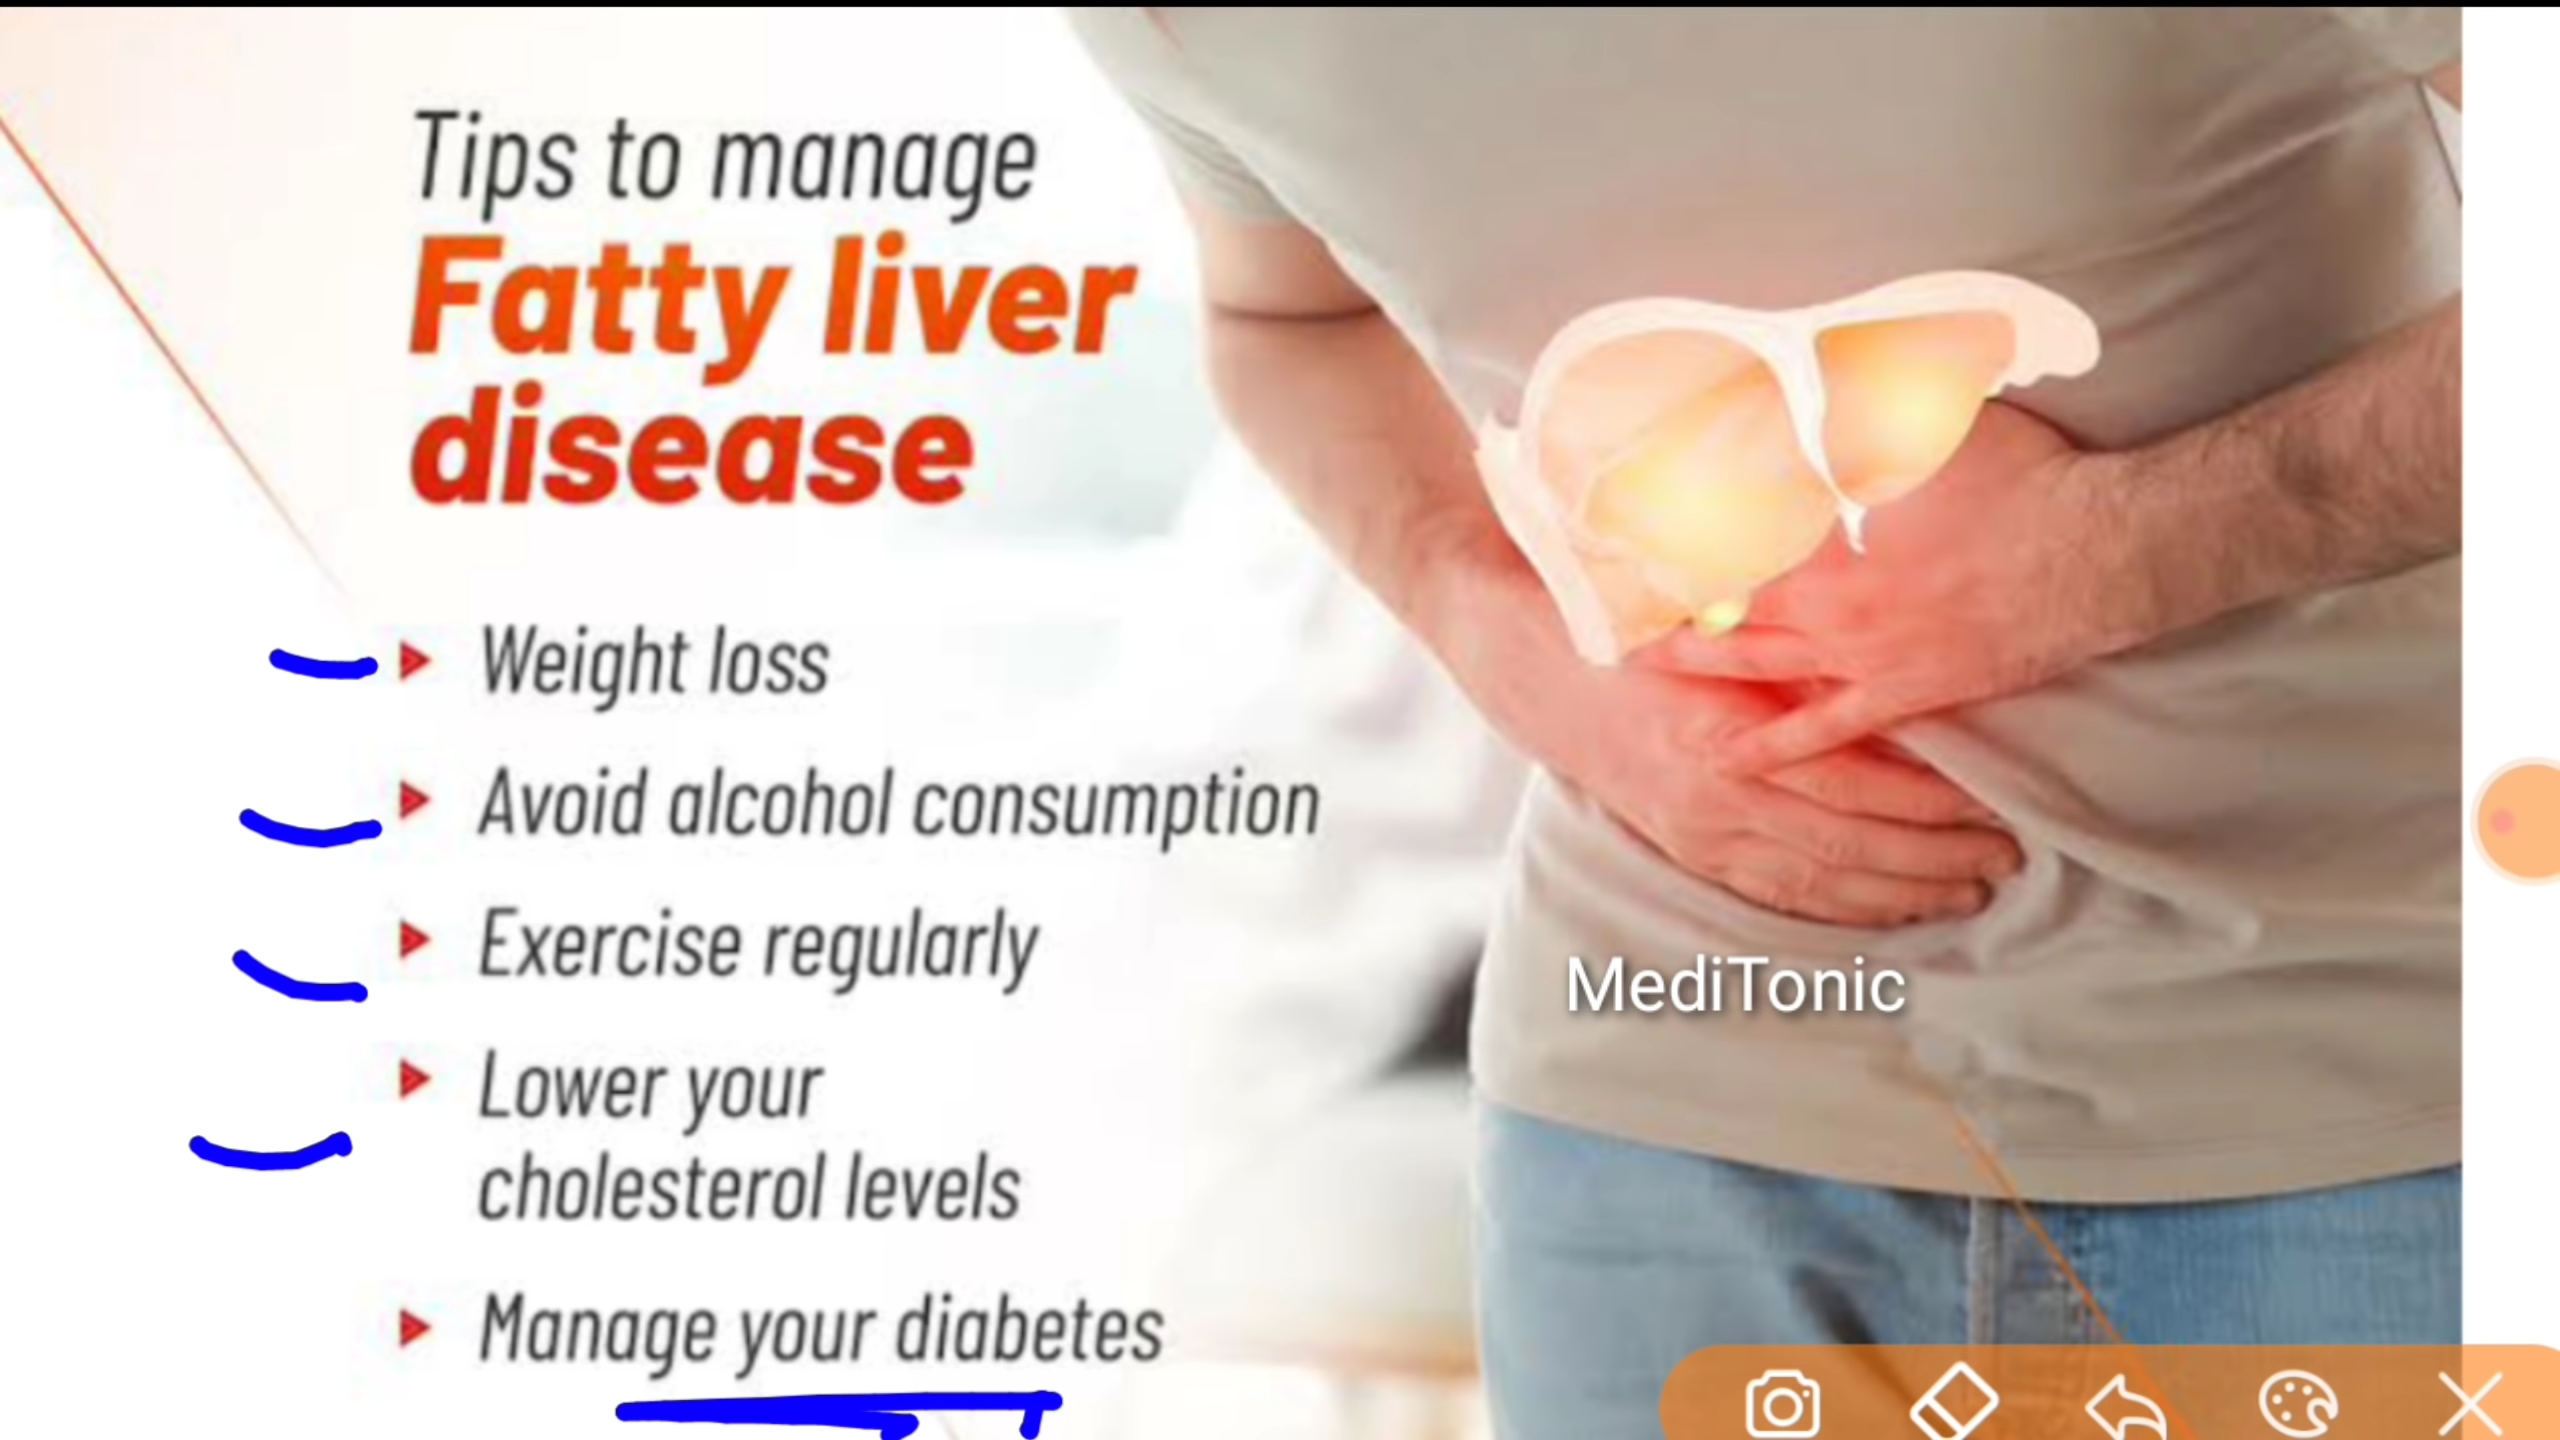 Tips to manage
Fatty liver
disease
Weight loss
Avoid alcohol consumption
Exercise regularly
Lower your
cholesterol levels
Manage your diabetes
MediTonic